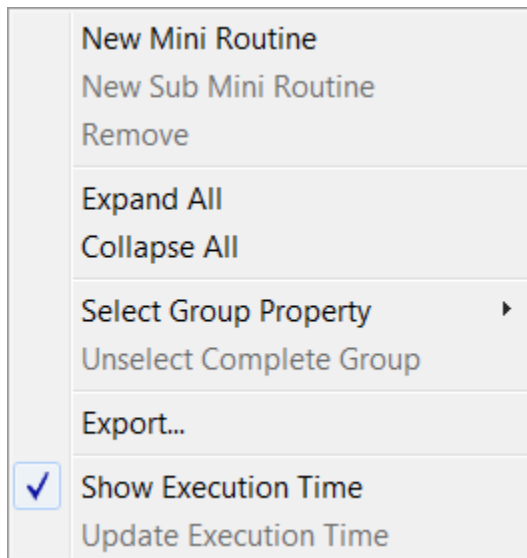 New Mini Routine
New Sub Mini Routine
Remove
Expand All
Collapse All
Select Group Property
Unselect Complete Group
Export...
Show Execution Time
Update Execution Time